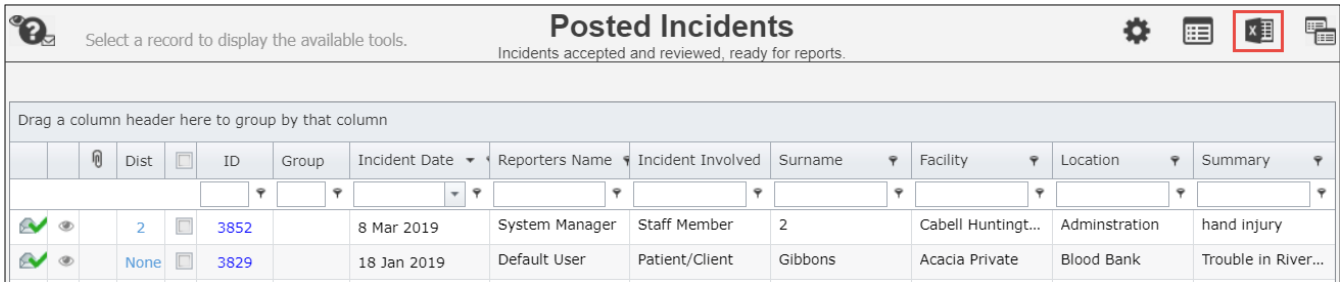 Posted Incidents
Select a record to display the available tools.
Incidents accepted and reviewed, ready for reports.
Drag a column header here to group by that column
Dist ID Group Incident Date Reporters Name Incident Involved Surname Facility Location Summary
2 3852 8 Mar 2019 System Manager Staff Member 2 Cabell Huntingt... Adminstration hand injury
None 3829 18 Jan 2019 Default User Patient/Client Gibbons Acacia Private Blood Bank Trouble in River...